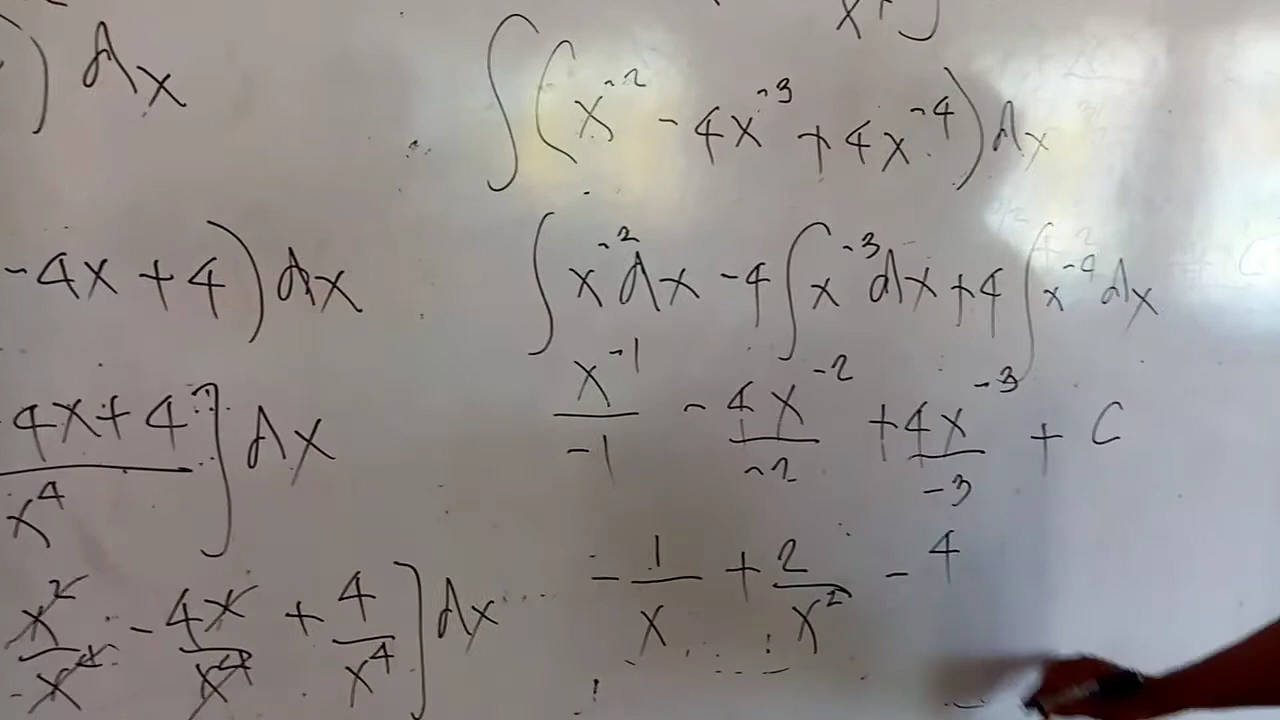 ) dx
-4x + 4) dx
4x + 4] dx
x⁴
x²/x⁴ - 4x/x⁴ + 4/x⁴] dx
∫(x⁻² - 4x⁻³ + 4x⁻⁴) dx
∫x⁻² dx - 4∫x⁻³ dx + 4∫x⁻⁴ dx
x⁻¹/-1 - 4x⁻²/-2 + 4x⁻³/-3 + C
-1/x + 2/x² - 4